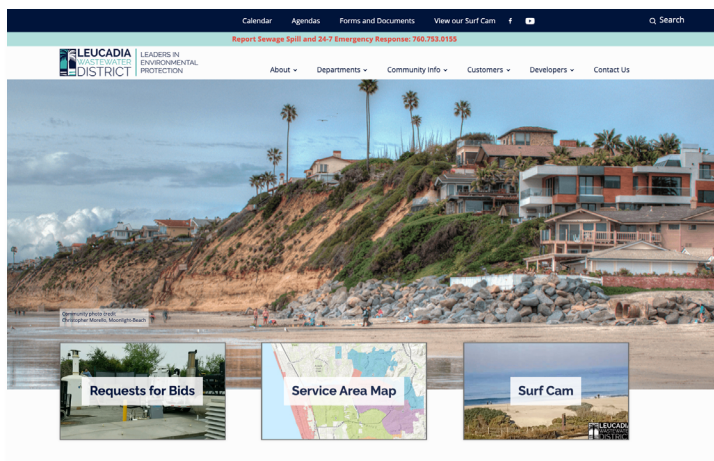 Calendar Agendas Forms and Documents View our Surf Cam f Search
Report Sewage Spill and 24-7 Emergency Response: 760.753.0155
LEUCADIA
WASTEWATER
DISTRICT
LEADERS IN
ENVIRONMENTAL
PROTECTION
About Departments Community Info Customers Developers Contact Us
Community photo credit
Christopher Morello, Moonlight-Beach
Requests for Bids
Service Area Map
Surf Cam
LEUCADIA
WASTEWATER
DISTRICT